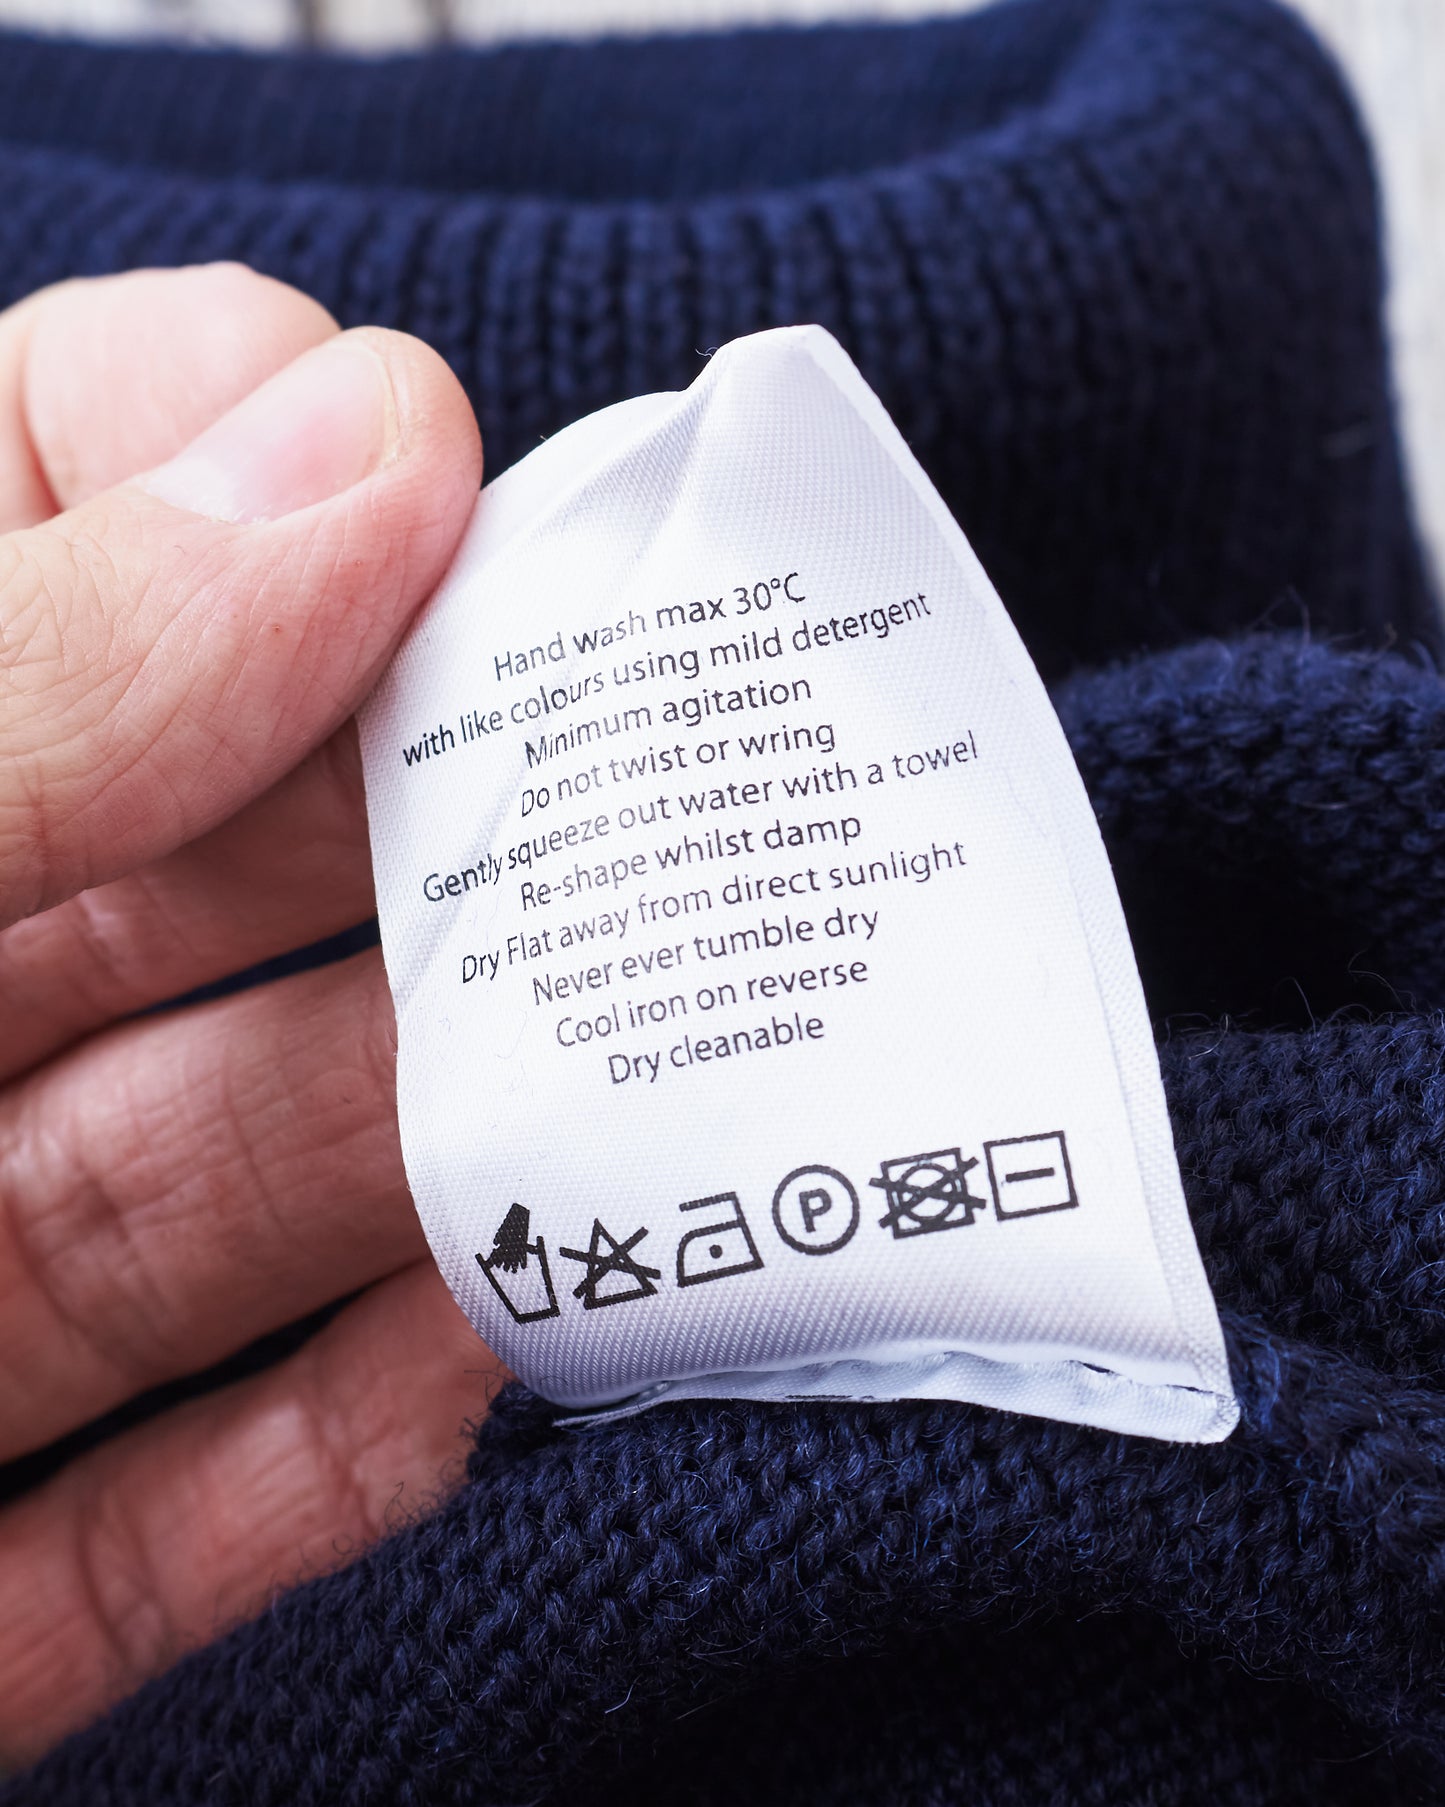 Hand wash max 30°C
with like colours using mild detergent
Minimum agitation
Do not twist or wring
Gently squeeze out water with a towel
Re-shape whilst damp
Dry Flat away from direct sunlight
Never ever tumble dry
Cool iron on reverse
Dry cleanable
P